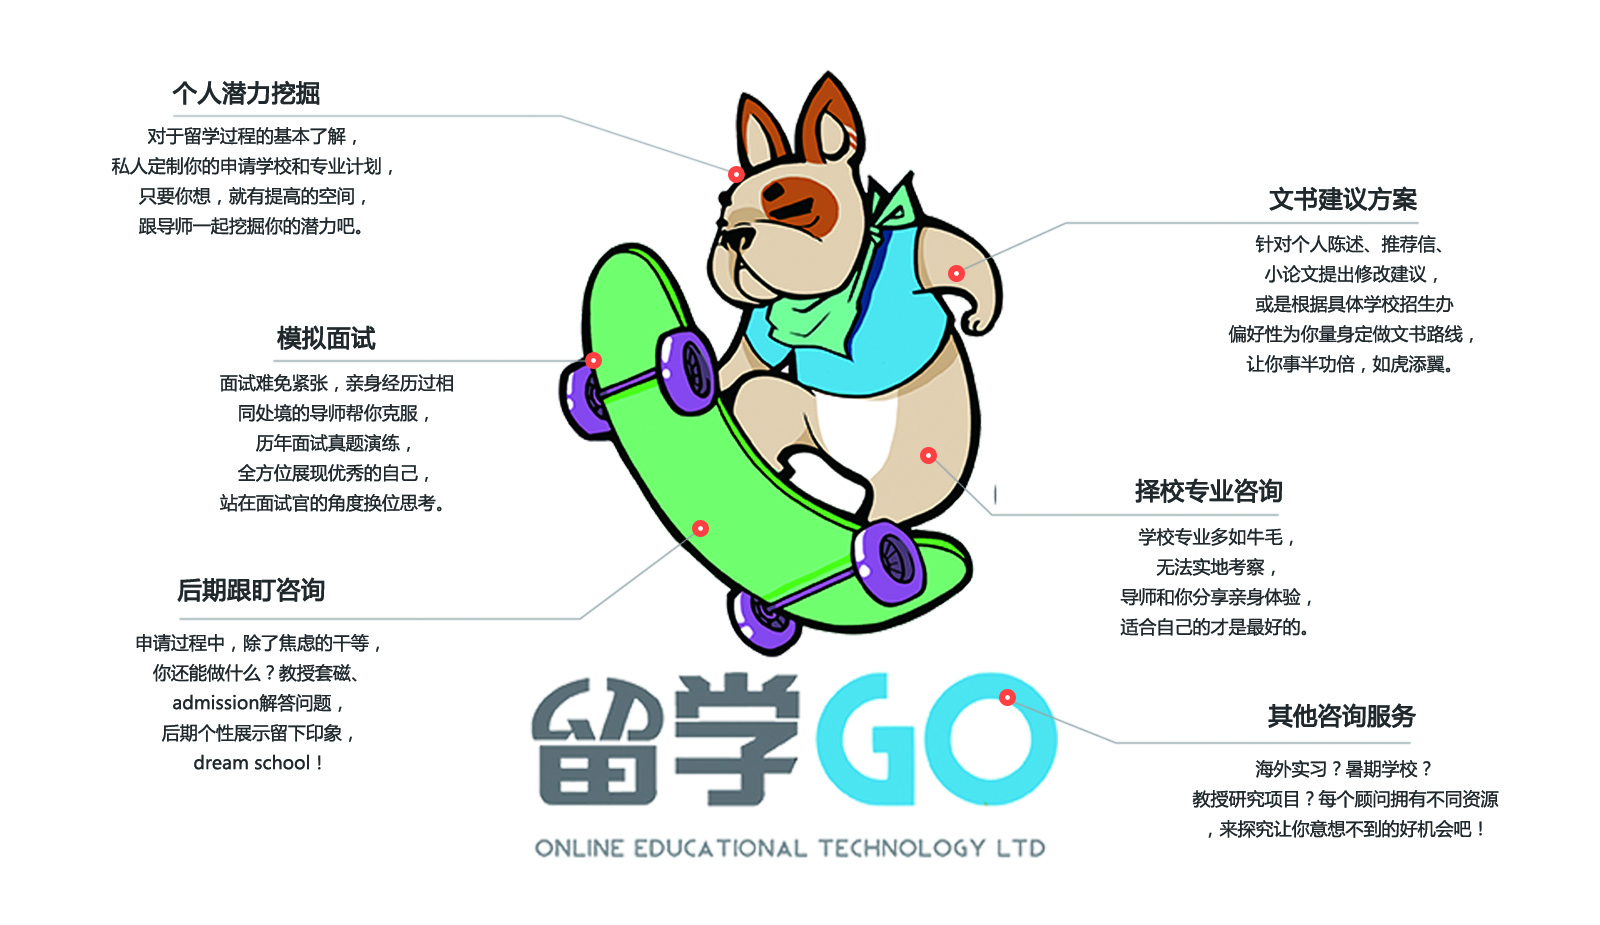 个人潜力挖掘
对于留学过程的基本了解，
私人定制你的申请学校和专业计划，
只要你想，就有提高的空间，
跟导师一起挖掘你的潜力吧。
模拟面试
面试难免紧张，亲身经历过相
同处境的导师帮你克服，
历年面试真题演练，
全方位展现优秀的自己，
站在面试官的角度换位思考。
后期跟盯咨询
申请过程中，除了焦虑的干等，
你还能做什么？教授套磁、
admission解答问题，
后期个性展示留下印象，
dream school！
文书建议方案
针对个人陈述、推荐信、
小论文提出修改建议，
或是根据具体学校招生办
偏好性为你量身定做文书路线，
让你事半功倍，如虎添翼。
择校专业咨询
学校专业多如牛毛，
无法实地考察，
导师和你分享亲身体验，
适合自己的才是最好的。
其他咨询服务
海外实习？暑期学校？
教授研究项目？每个顾问拥有不同资源
，来探究让你意想不到的好机会吧！
留学GO
ONLINE EDUCATIONAL TECHNOLOGY LTD